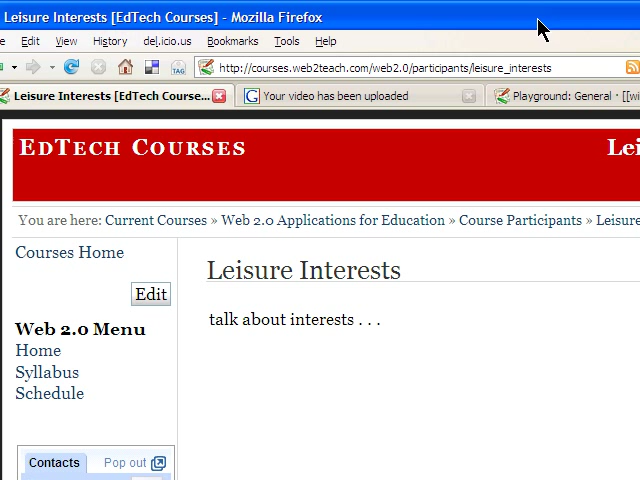 Leisure Interests [EdTech Courses] - Mozilla Firefox
Edit View History del.icio.us Bookmarks Tools Help
TAG http://courses.web2teach.com/web2.0/participants/leisure_interests
Leisure Interests [EdTech Course... Your video has been uploaded Playground: General · [[wi
EdTech Courses Lei
You are here: Current Courses » Web 2.0 Applications for Education » Course Participants » Leisure
Courses Home
Leisure Interests
Edit
talk about interests . . .
Web 2.0 Menu
Home
Syllabus
Schedule
Contacts Pop out